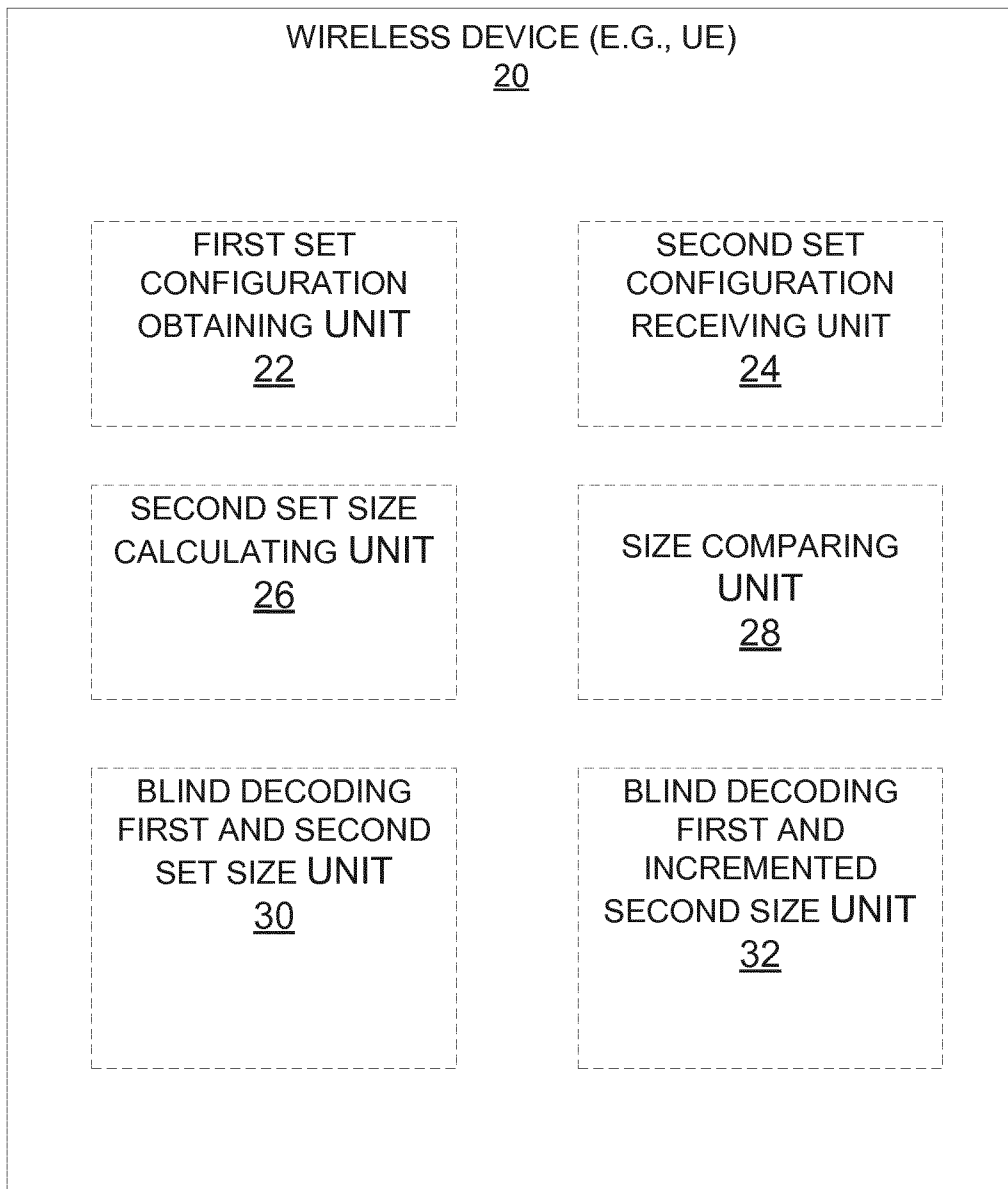 WIRELESS DEVICE (E.G., UE)
20
FIRST SET
CONFIGURATION
OBTAINING UNIT
22
SECOND SET
CONFIGURATION
RECEIVING UNIT
24
SECOND SET SIZE
CALCULATING UNIT
26
SIZE COMPARING
UNIT
28
BLIND DECODING
FIRST AND SECOND
SET SIZE UNIT
30
BLIND DECODING
FIRST AND
INCREMENTED
SECOND SIZE UNIT
32